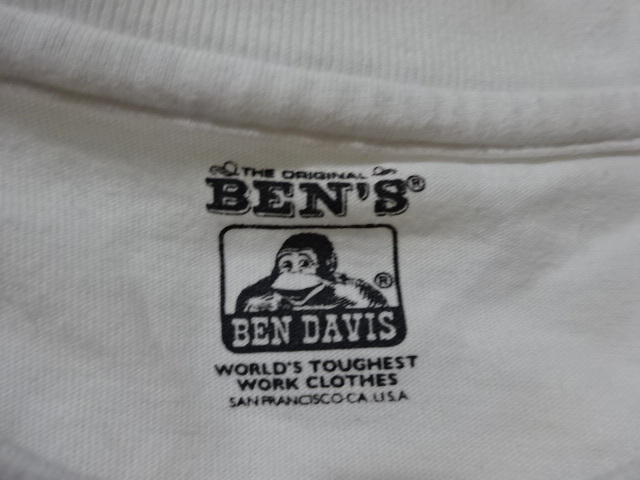 THE ORIGINAL
BEN'S®
®
BEN DAVIS
WORLD'S TOUGHEST
WORK CLOTHES
SAN FRANCISCO·CA. U.S.A